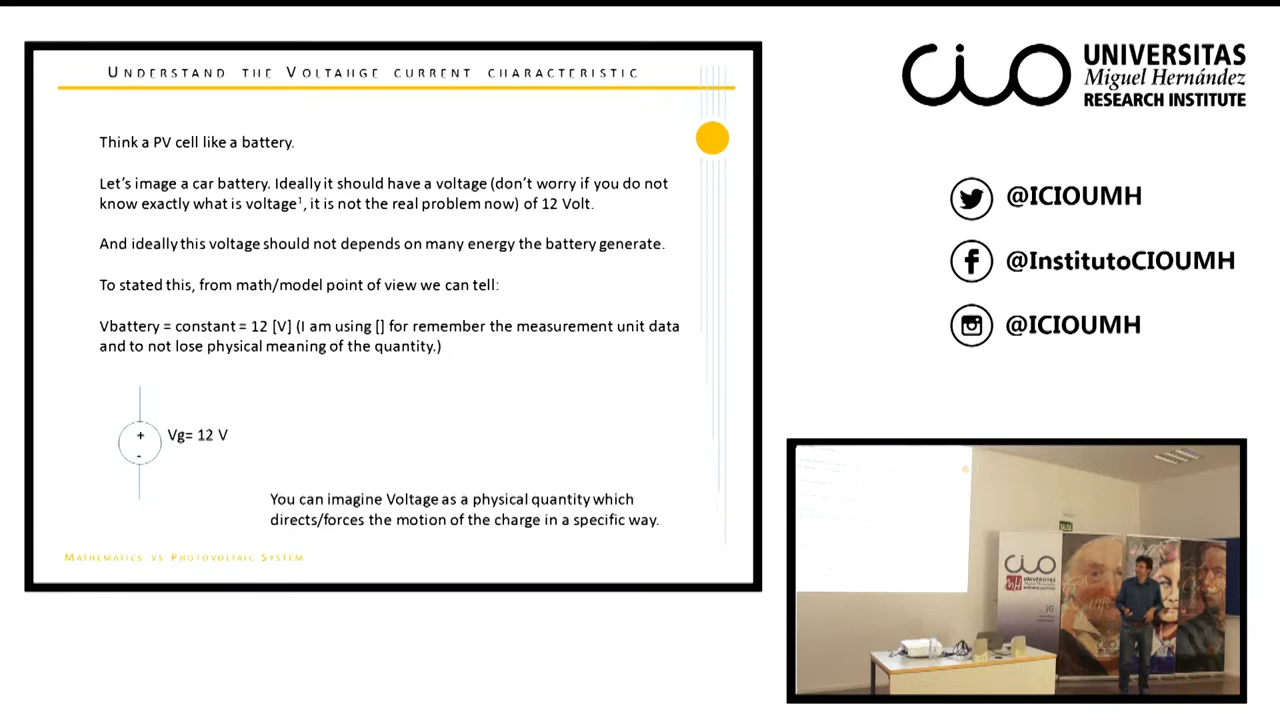 UNDERSTAND THE VOLTAHGE CURRENT CHARACTERISTIC
Think a PV cell like a battery.
Let's image a car battery. Ideally it should have a voltage (don't worry if you do not
know exactly what is voltage¹, it is not the real problem now) of 12 Volt.
And ideally this voltage should not depends on many energy the battery generate.
To stated this, from math/model point of view we can tell:
Vbattery = constant = 12 [V] (I am using [] for remember the measurement unit data
and to not lose physical meaning of the quantity.)
+
-
Vg= 12 V
You can imagine Voltage as a physical quantity which
directs/forces the motion of the charge in a specific way.
MATHEMATICS VS PHOTOVOLTAIC SYSTEM
cio
UNIVERSITAS
Miguel Hernández
RESEARCH INSTITUTE
@ICIOUMH
@InstitutoCIOUMH
@ICIOUMH
cio
UNIVERSITAS